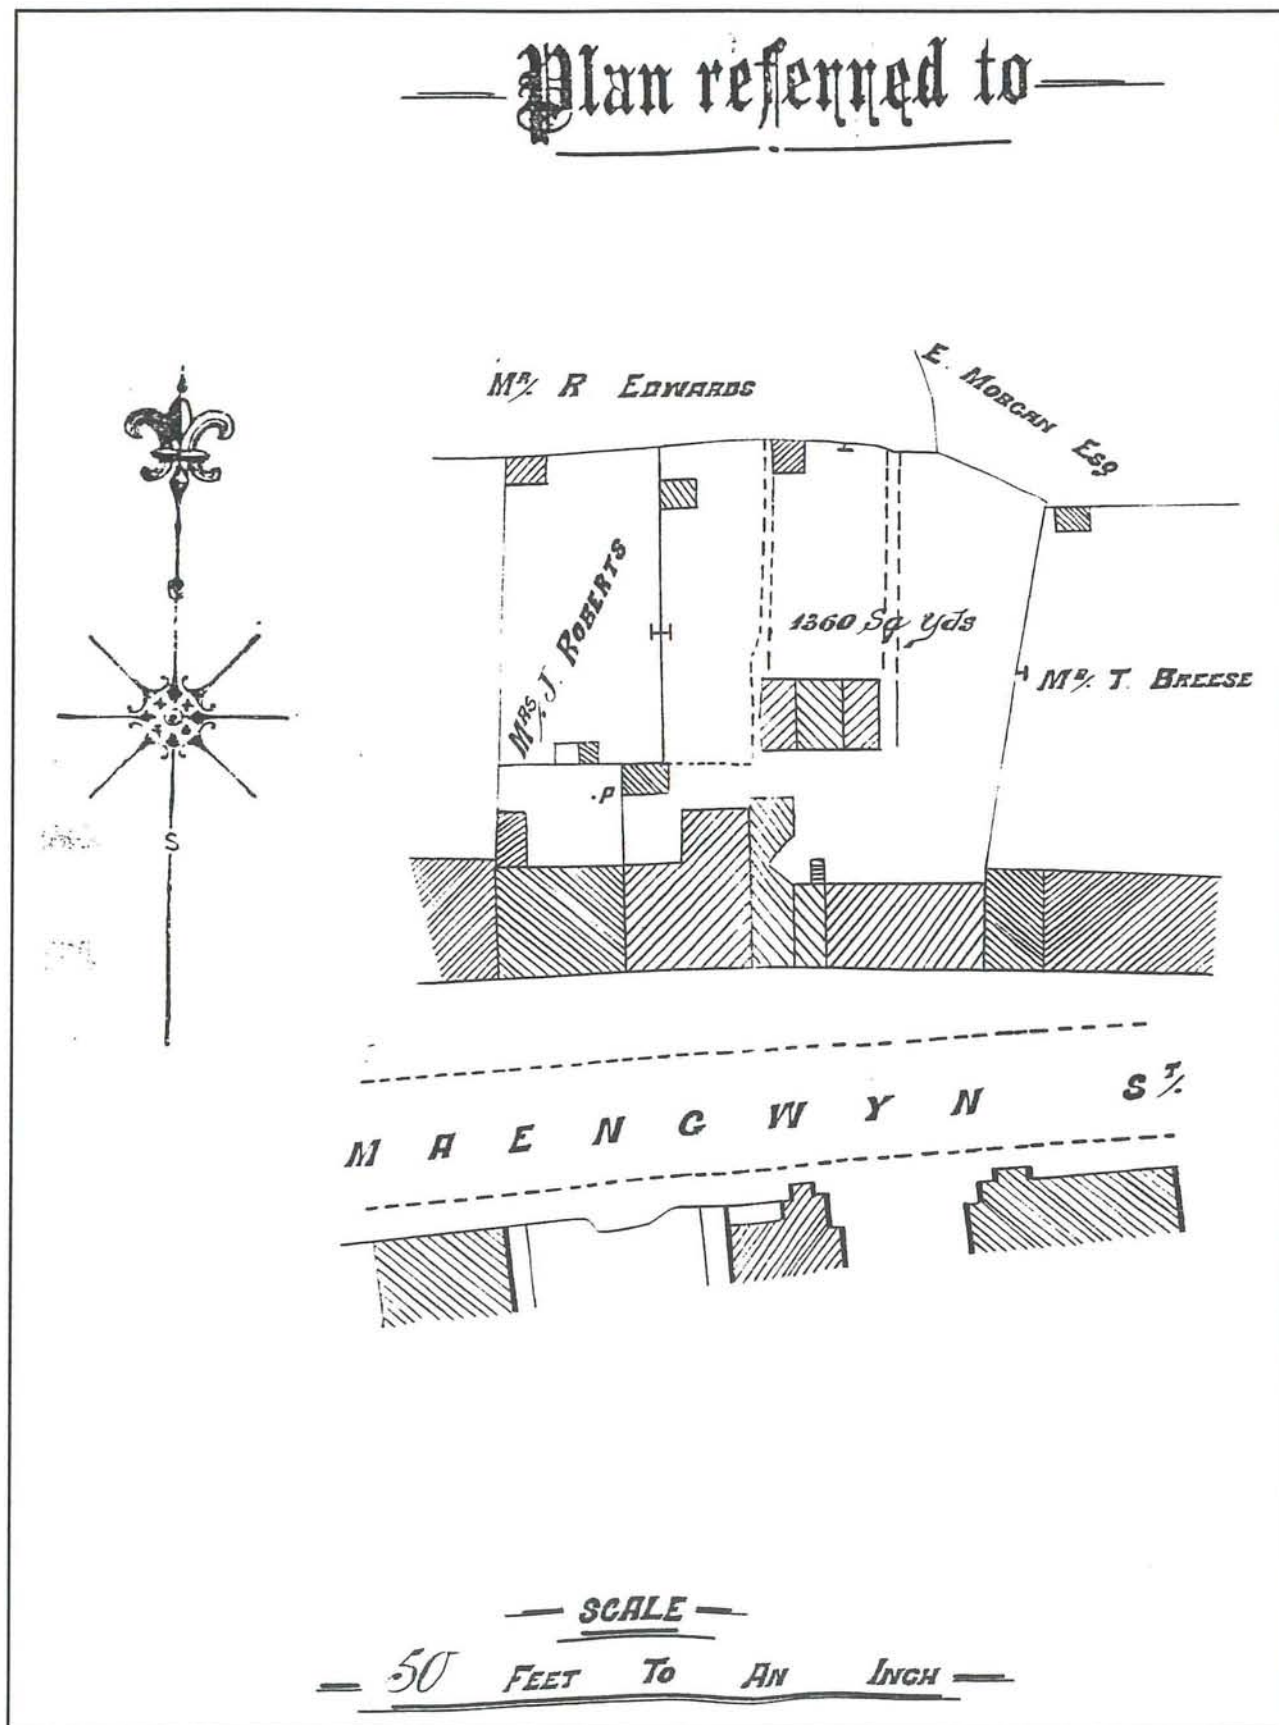 Plan referred to
Mr. R Edwards
E. Morgan Esq
Mrs. J. Roberts
1360 Sq Yds
Mr. T. Breese
.P
S
MAENGWYN St.
SCALE
50 Feet To An Inch